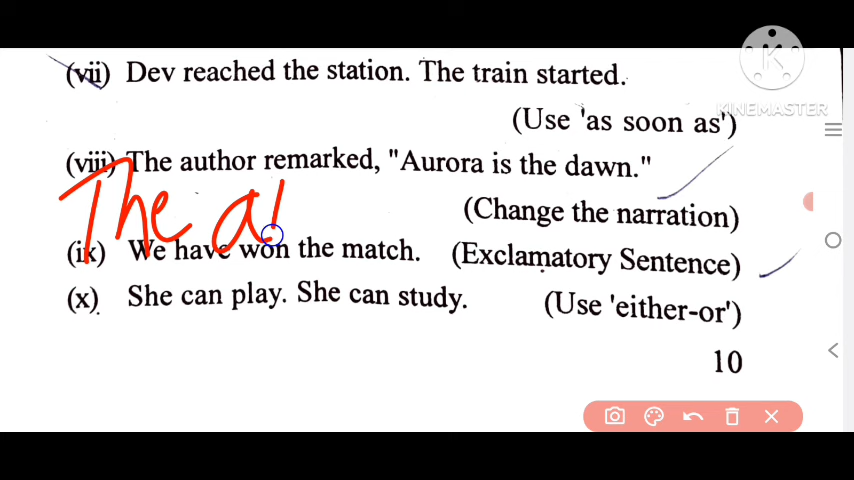 (vii) Dev reached the station. The train started.
(Use 'as soon as')
KINEMASTER
(viii) The author remarked, "Aurora is the dawn."
The a
(Change the narration)
(ix) We have won the match. (Exclamatory Sentence)
(x) She can play. She can study. (Use 'either-or')
10